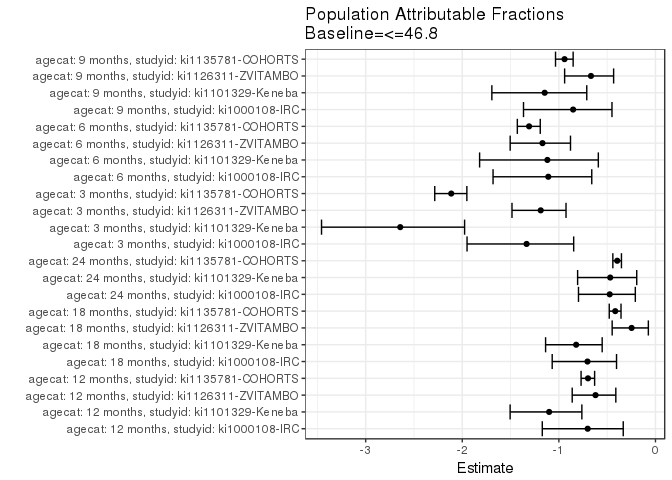 Population Attributable Fractions
Baseline=<=46.8
agecat: 9 months, studyid: ki1135781-COHORTS
agecat: 9 months, studyid: ki1126311-ZVITAMBO
agecat: 9 months, studyid: ki1101329-Keneba
agecat: 9 months, studyid: ki1000108-IRC
agecat: 6 months, studyid: ki1135781-COHORTS
agecat: 6 months, studyid: ki1126311-ZVITAMBO
agecat: 6 months, studyid: ki1101329-Keneba
agecat: 6 months, studyid: ki1000108-IRC
agecat: 3 months, studyid: ki1135781-COHORTS
agecat: 3 months, studyid: ki1126311-ZVITAMBO
agecat: 3 months, studyid: ki1101329-Keneba
agecat: 3 months, studyid: ki1000108-IRC
agecat: 24 months, studyid: ki1135781-COHORTS
agecat: 24 months, studyid: ki1101329-Keneba
agecat: 24 months, studyid: ki1000108-IRC
agecat: 18 months, studyid: ki1135781-COHORTS
agecat: 18 months, studyid: ki1126311-ZVITAMBO
agecat: 18 months, studyid: ki1101329-Keneba
agecat: 18 months, studyid: ki1000108-IRC
agecat: 12 months, studyid: ki1135781-COHORTS
agecat: 12 months, studyid: ki1126311-ZVITAMBO
agecat: 12 months, studyid: ki1101329-Keneba
agecat: 12 months, studyid: ki1000108-IRC
-3 -2 -1 0
Estimate